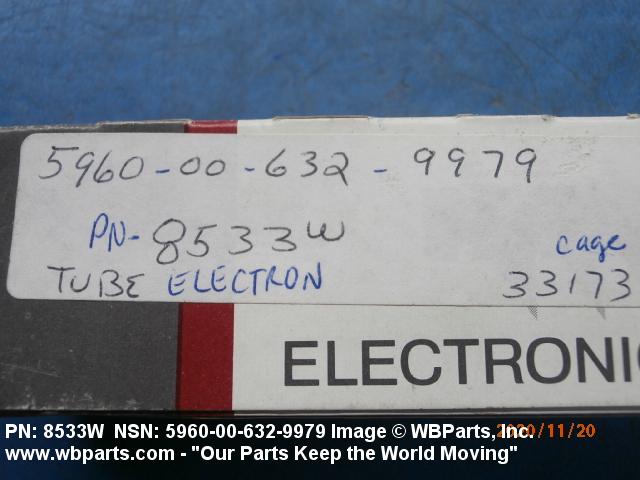 5960-00-632-9979
PN-8533W
cage
TUBE ELECTRON 33173
ELECTRONI
PN: 8533W NSN: 5960-00-632-9979 Image © WBParts, Inc.
2020/11/20
www.wbparts.com - "Our Parts Keep the World Moving"